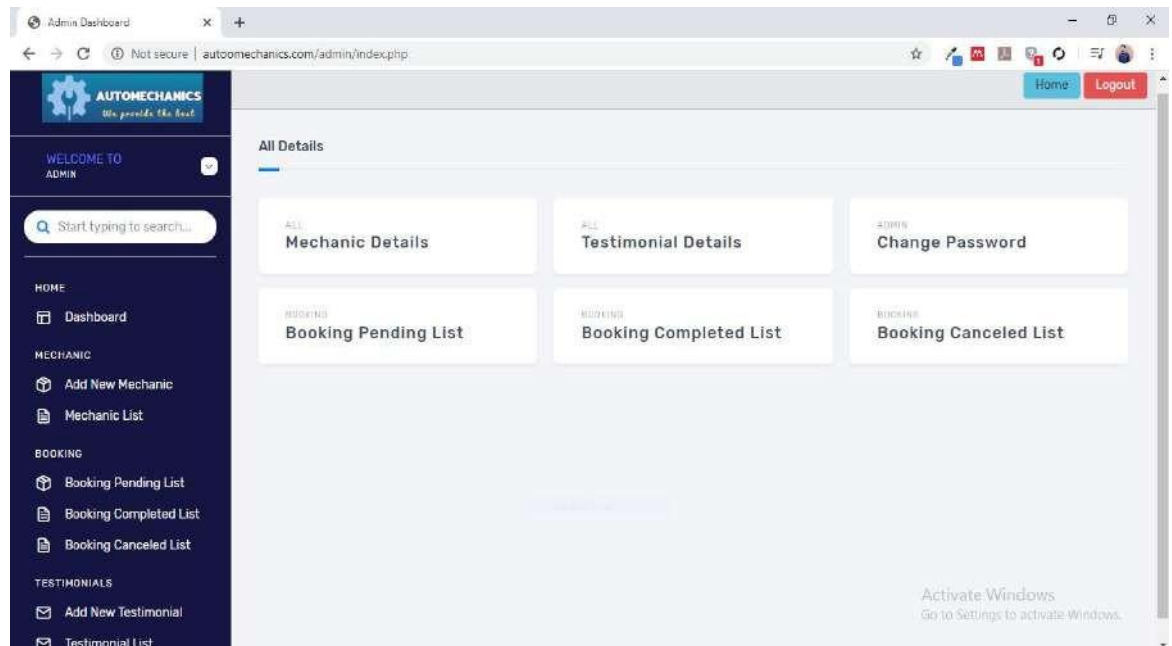 Admin Dashboard
Not secure | autoomechanics.com/admin/index.php
AUTOMECHANICS
We provide the best
Home
Logout
WELCOME TO
ADMIN
Start typing to search...
HOME
Dashboard
MECHANIC
Add New Mechanic
Mechanic List
BOOKING
Booking Pending List
Booking Completed List
Booking Canceled List
TESTIMONIALS
Add New Testimonial
Testimonial List
All Details
ALL
Mechanic Details
ALL
Testimonial Details
ADMIN
Change Password
BOOKING
Booking Pending List
BOOKING
Booking Completed List
BOOKING
Booking Canceled List
Activate Windows
Go to Settings to activate Windows.